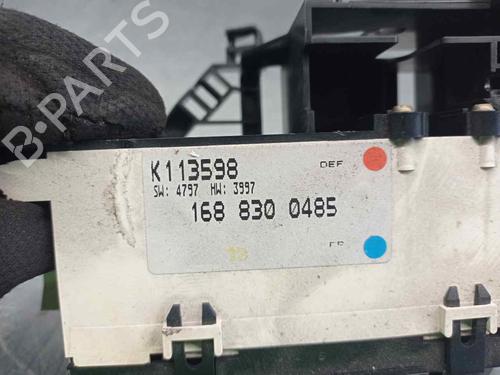 B-PARTS
K113598
DEF
SW: 4797 HW: 3997
168 830 0485